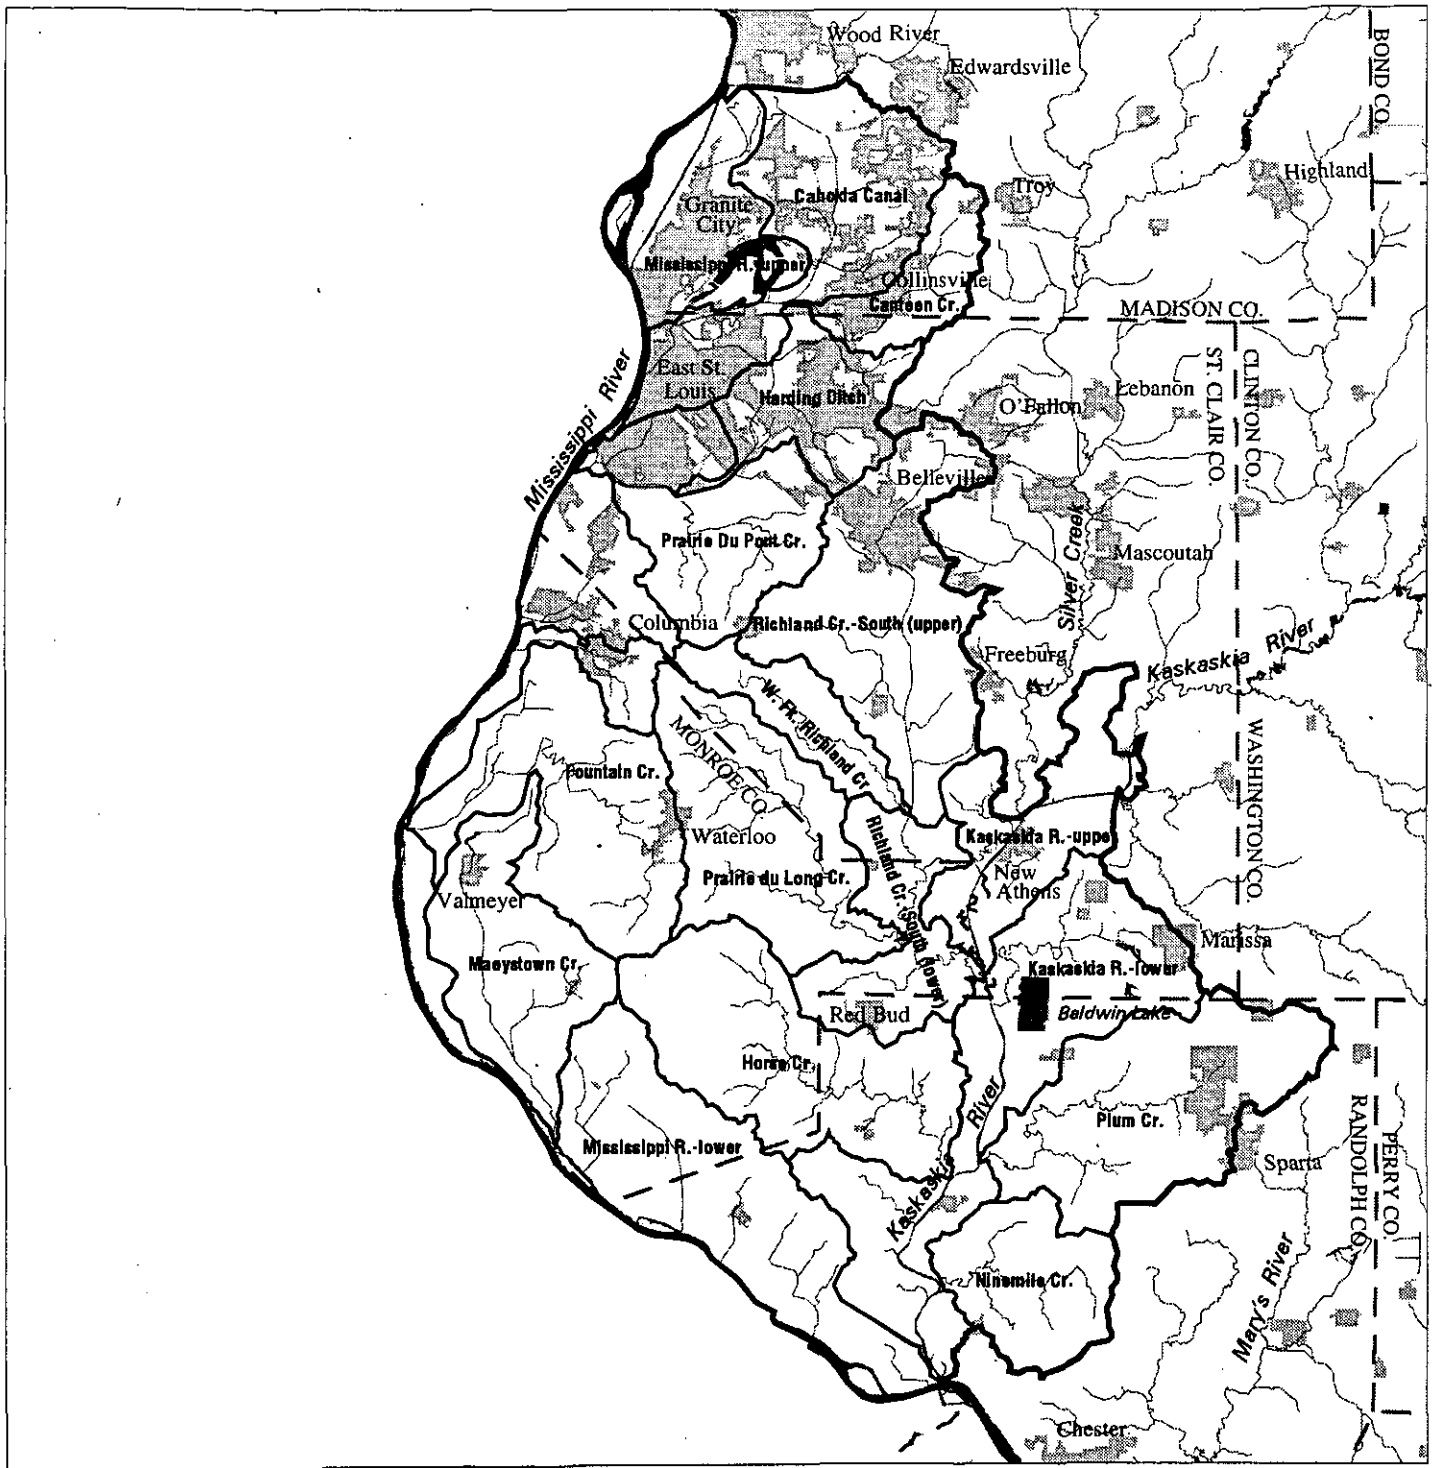 Wood River
Edwardsville
BOND CO.
Highland
Troy
Cahokia Canal
Granite
City
Mississippi R.-upper
Collinsville
Canteen Cr.
MADISON CO.
Mississippi River
East St.
Louis
Harding Ditch
O'Fallon
Lebanon
ST. CLAIR CO.
CLINTON CO.
Belleville
Prairie Du Pont Cr.
Silver Creek
Mascoutah
Columbia
Richland Cr.-South (upper)
Freeburg
Kaskaskia River
W. Fk. Richland Cr.
MONROE CO.
WASHINGTON CO.
Fountain Cr.
Waterloo
Richland Cr.-South (lower)
Kaskaskia R.-upper
New
Athens
Prairie du Long Cr.
Valmeyer
Marissa
Maeystown Cr.
Kaskaskia R.-lower
Red Bud
Baldwin Lake
Horse Cr.
Kaskaskia River
Plum Cr.
Mississippi R.-lower
Sparta
RANDOLPH CO.
PERRY CO.
Ninemile Cr.
Mary's River
Chester